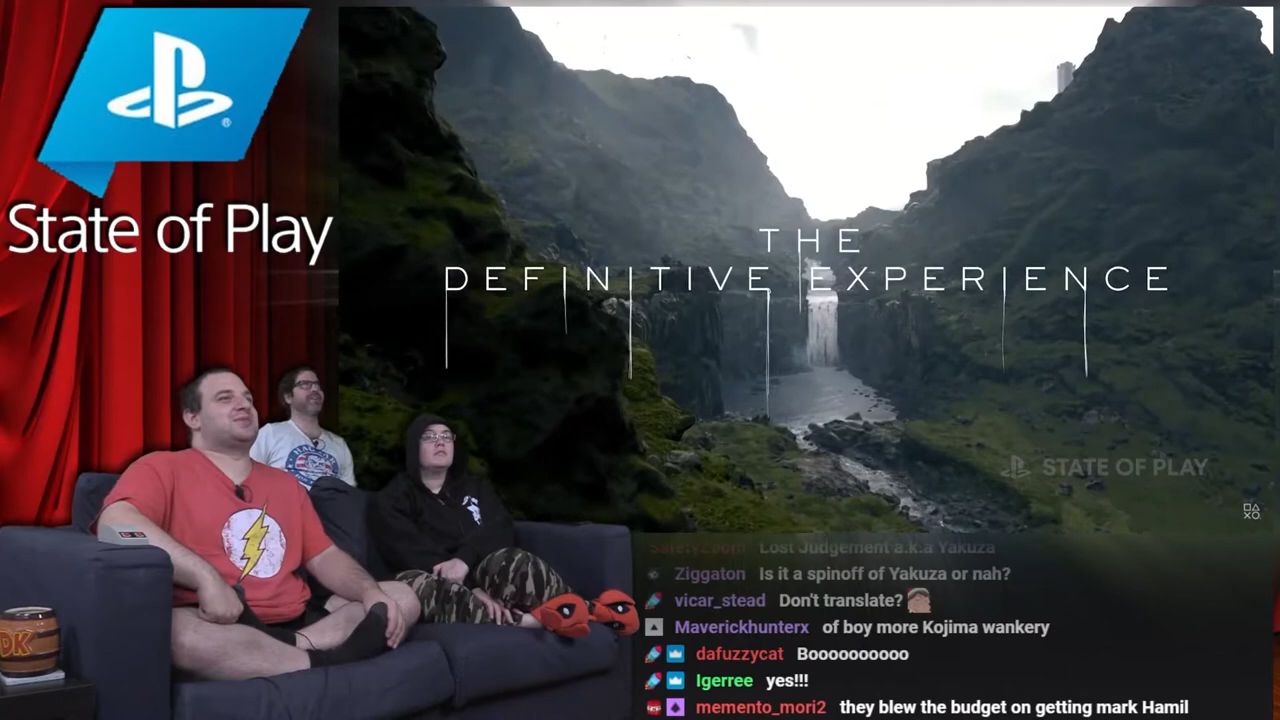 State of Play
THE
DEFINITIVE EXPERIENCE
STATE OF PLAY
Lost Judgement a.k.a Yakuza
Ziggaton Is it a spinoff of Yakuza or nah?
vicar_stead Don't translate?
Maverickhunterx of boy more Kojima wankery
dafuzzycat Boooooooooo
Igerree yes!!!
memento_mori2 they blew the budget on getting mark Hamil
DK